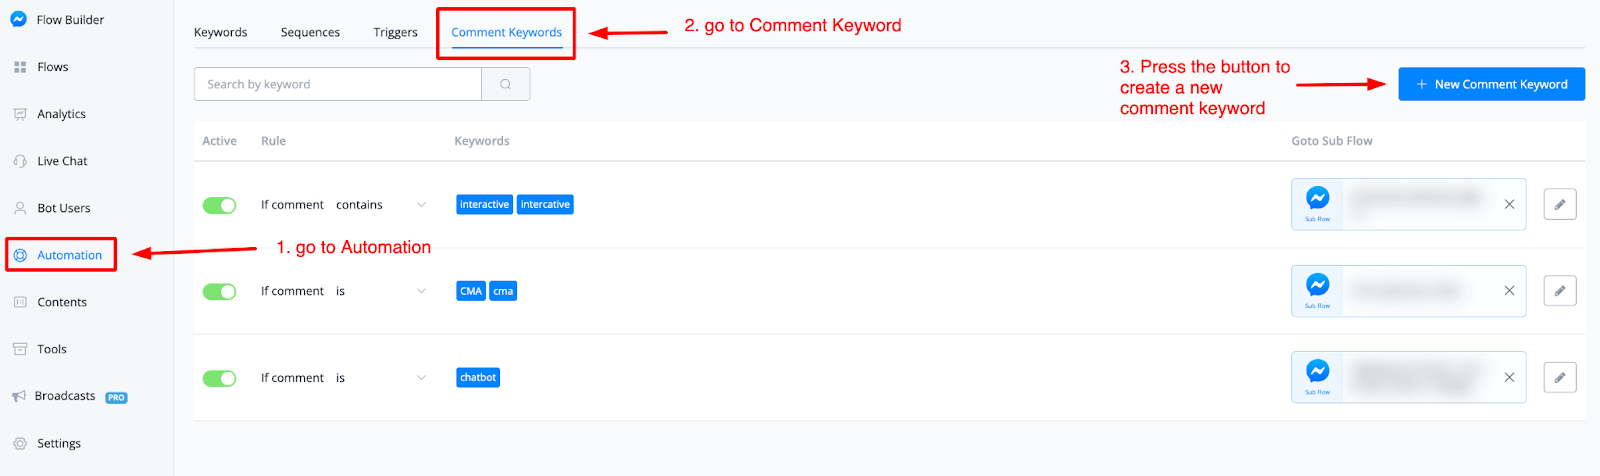 Flow Builder
Flows
Analytics
Live Chat
Bot Users
Automation
Contents
Tools
Broadcasts PRO
Settings
Keywords Sequences Triggers Comment Keywords
2. go to Comment Keyword
Search by keyword
3. Press the button to
create a new
comment keyword
+ New Comment Keyword
Active Rule Keywords Goto Sub Flow
If comment contains interactive intercative
Sub Flow
1. go to Automation
If comment is CMA cma
Sub Flow
If comment is chatbot
Sub Flow